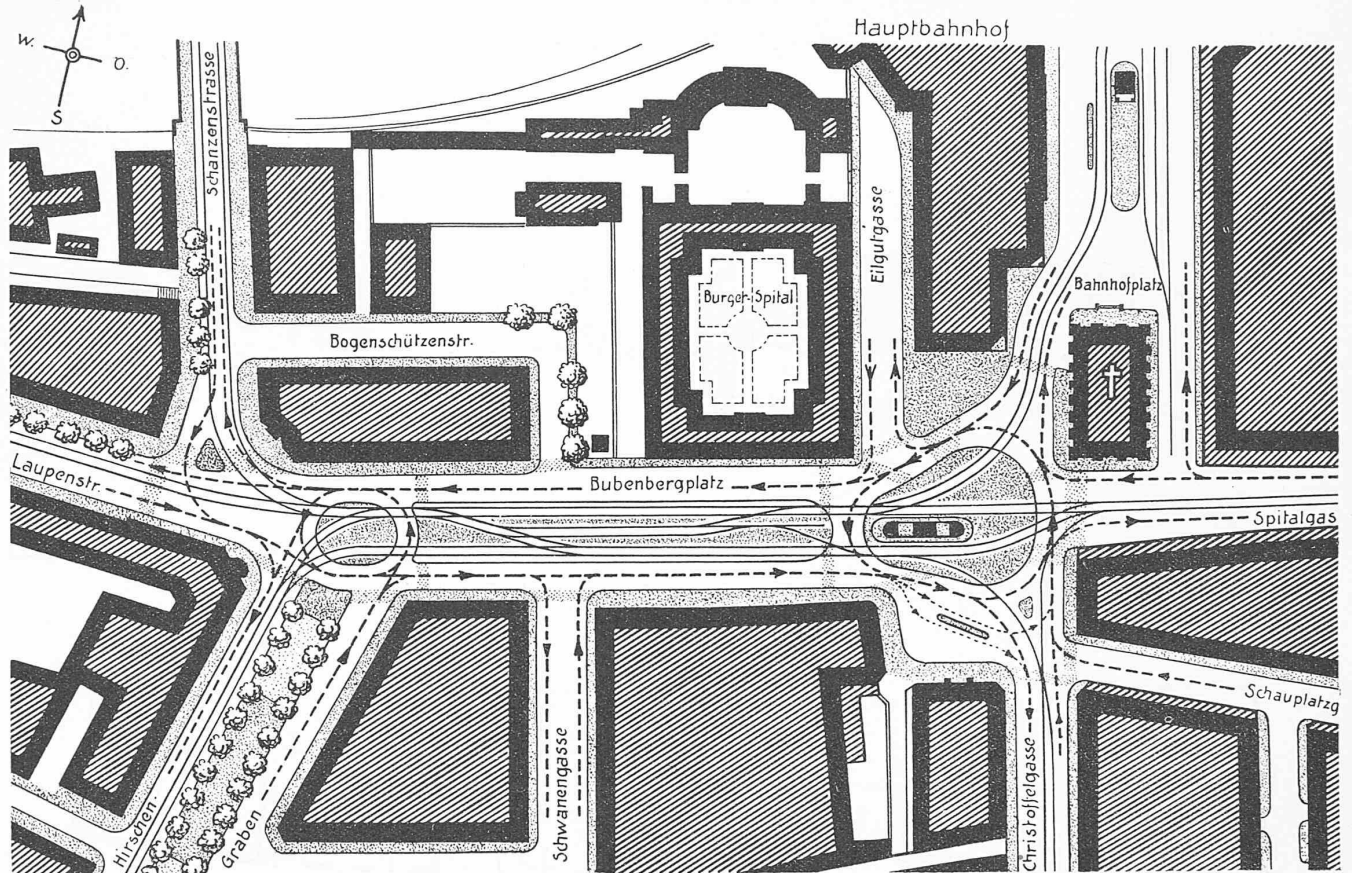 Hauptbahnhof
W.
O.
S
Schanzenstrasse
Eilgutgasse
Bahnhofplatz
Burger-Spital
Bogenschützenstr.
Laupenstr.
Bubenbergplatz
Spitalgas
Schauplatzg
Hirschen-
Graben
Schwanengasse
Christoffelgasse